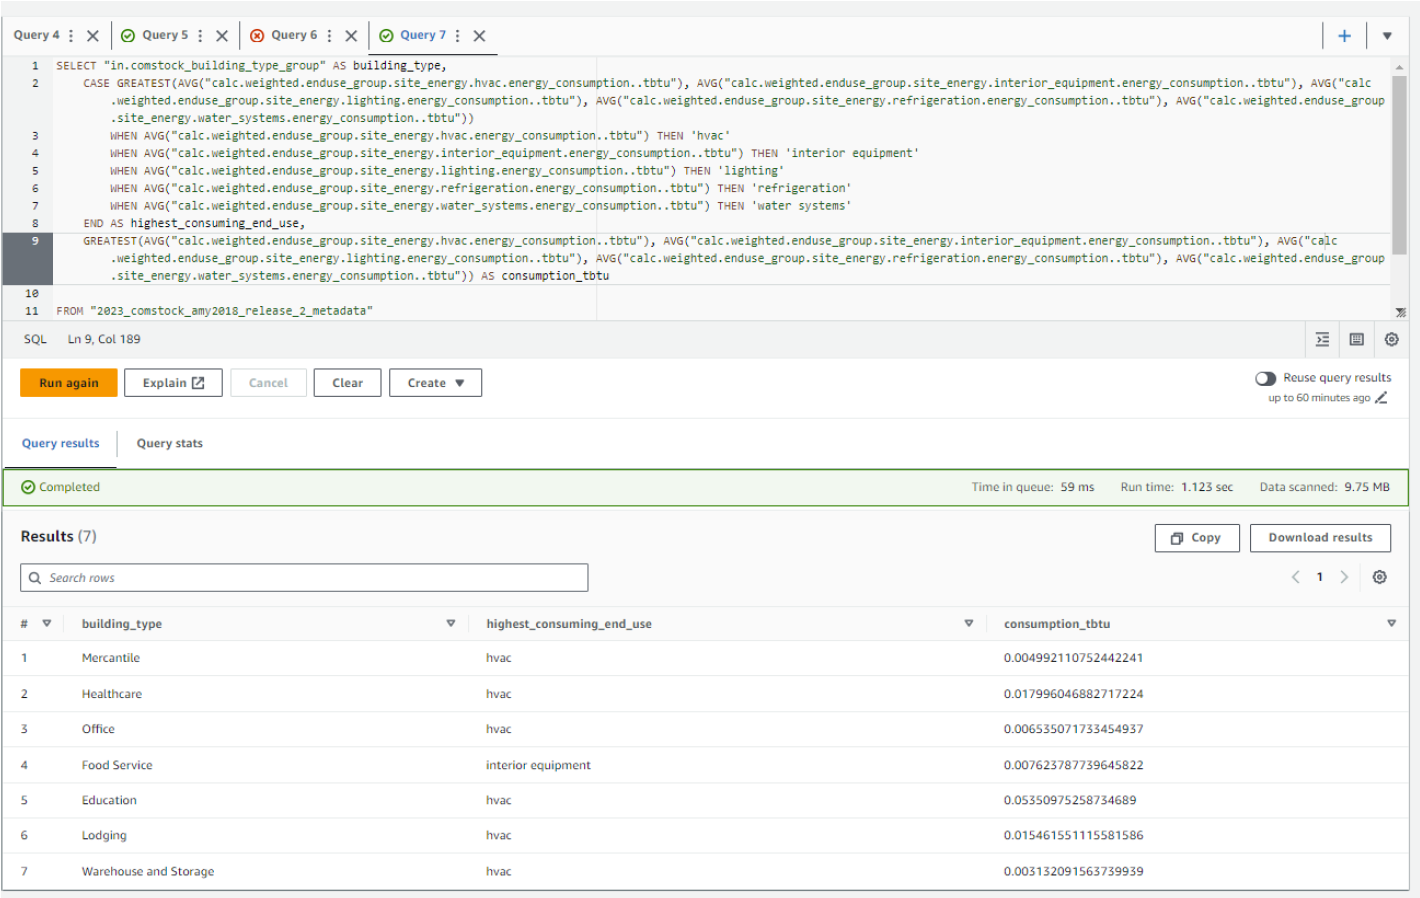 Query 4 Query 5 Query 6 Query 7
1 SELECT "in.comstock_building_type_group" AS building_type,
2 CASE GREATEST(AVG("calc.weighted.enduse_group.site_energy.hvac.energy_consumption..tbtu"), AVG("calc.weighted.enduse_group.site_energy.interior_equipment.energy_consumption..tbtu"), AVG("calc
.weighted.enduse_group.site_energy.lighting.energy_consumption..tbtu"), AVG("calc.weighted.enduse_group.site_energy.refrigeration.energy_consumption..tbtu"), AVG("calc.weighted.enduse_group
.site_energy.water_systems.energy_consumption..tbtu"))
3 WHEN AVG("calc.weighted.enduse_group.site_energy.hvac.energy_consumption..tbtu") THEN 'hvac'
4 WHEN AVG("calc.weighted.enduse_group.site_energy.interior_equipment.energy_consumption..tbtu") THEN 'interior equipment'
5 WHEN AVG("calc.weighted.enduse_group.site_energy.lighting.energy_consumption..tbtu") THEN 'lighting'
6 WHEN AVG("calc.weighted.enduse_group.site_energy.refrigeration.energy_consumption..tbtu") THEN 'refrigeration'
7 WHEN AVG("calc.weighted.enduse_group.site_energy.water_systems.energy_consumption..tbtu") THEN 'water systems'
8 END AS highest_consuming_end_use,
9 GREATEST(AVG("calc.weighted.enduse_group.site_energy.hvac.energy_consumption..tbtu"), AVG("calc.weighted.enduse_group.site_energy.interior_equipment.energy_consumption..tbtu"), AVG("calc
.weighted.enduse_group.site_energy.lighting.energy_consumption..tbtu"), AVG("calc.weighted.enduse_group.site_energy.refrigeration.energy_consumption..tbtu"), AVG("calc.weighted.enduse_group
.site_energy.water_systems.energy_consumption..tbtu")) AS consumption_tbtu
10
11 FROM "2023_comstock_amy2018_release_2_metadata"
SQL Ln 9, Col 189
Run again Explain Cancel Clear Create Reuse query results
up to 60 minutes ago
Query results Query stats
Completed Time in queue: 59 ms Run time: 1.123 sec Data scanned: 9.75 MB
Results (7) Copy Download results
Search rows 1
# building_type highest_consuming_end_use consumption_tbtu
1 Mercantile hvac 0.004992110752442241
2 Healthcare hvac 0.017996046882717224
3 Office hvac 0.006535071733454937
4 Food Service interior equipment 0.007623787739645822
5 Education hvac 0.05350975258734689
6 Lodging hvac 0.015461551115581586
7 Warehouse and Storage hvac 0.003132091563739939